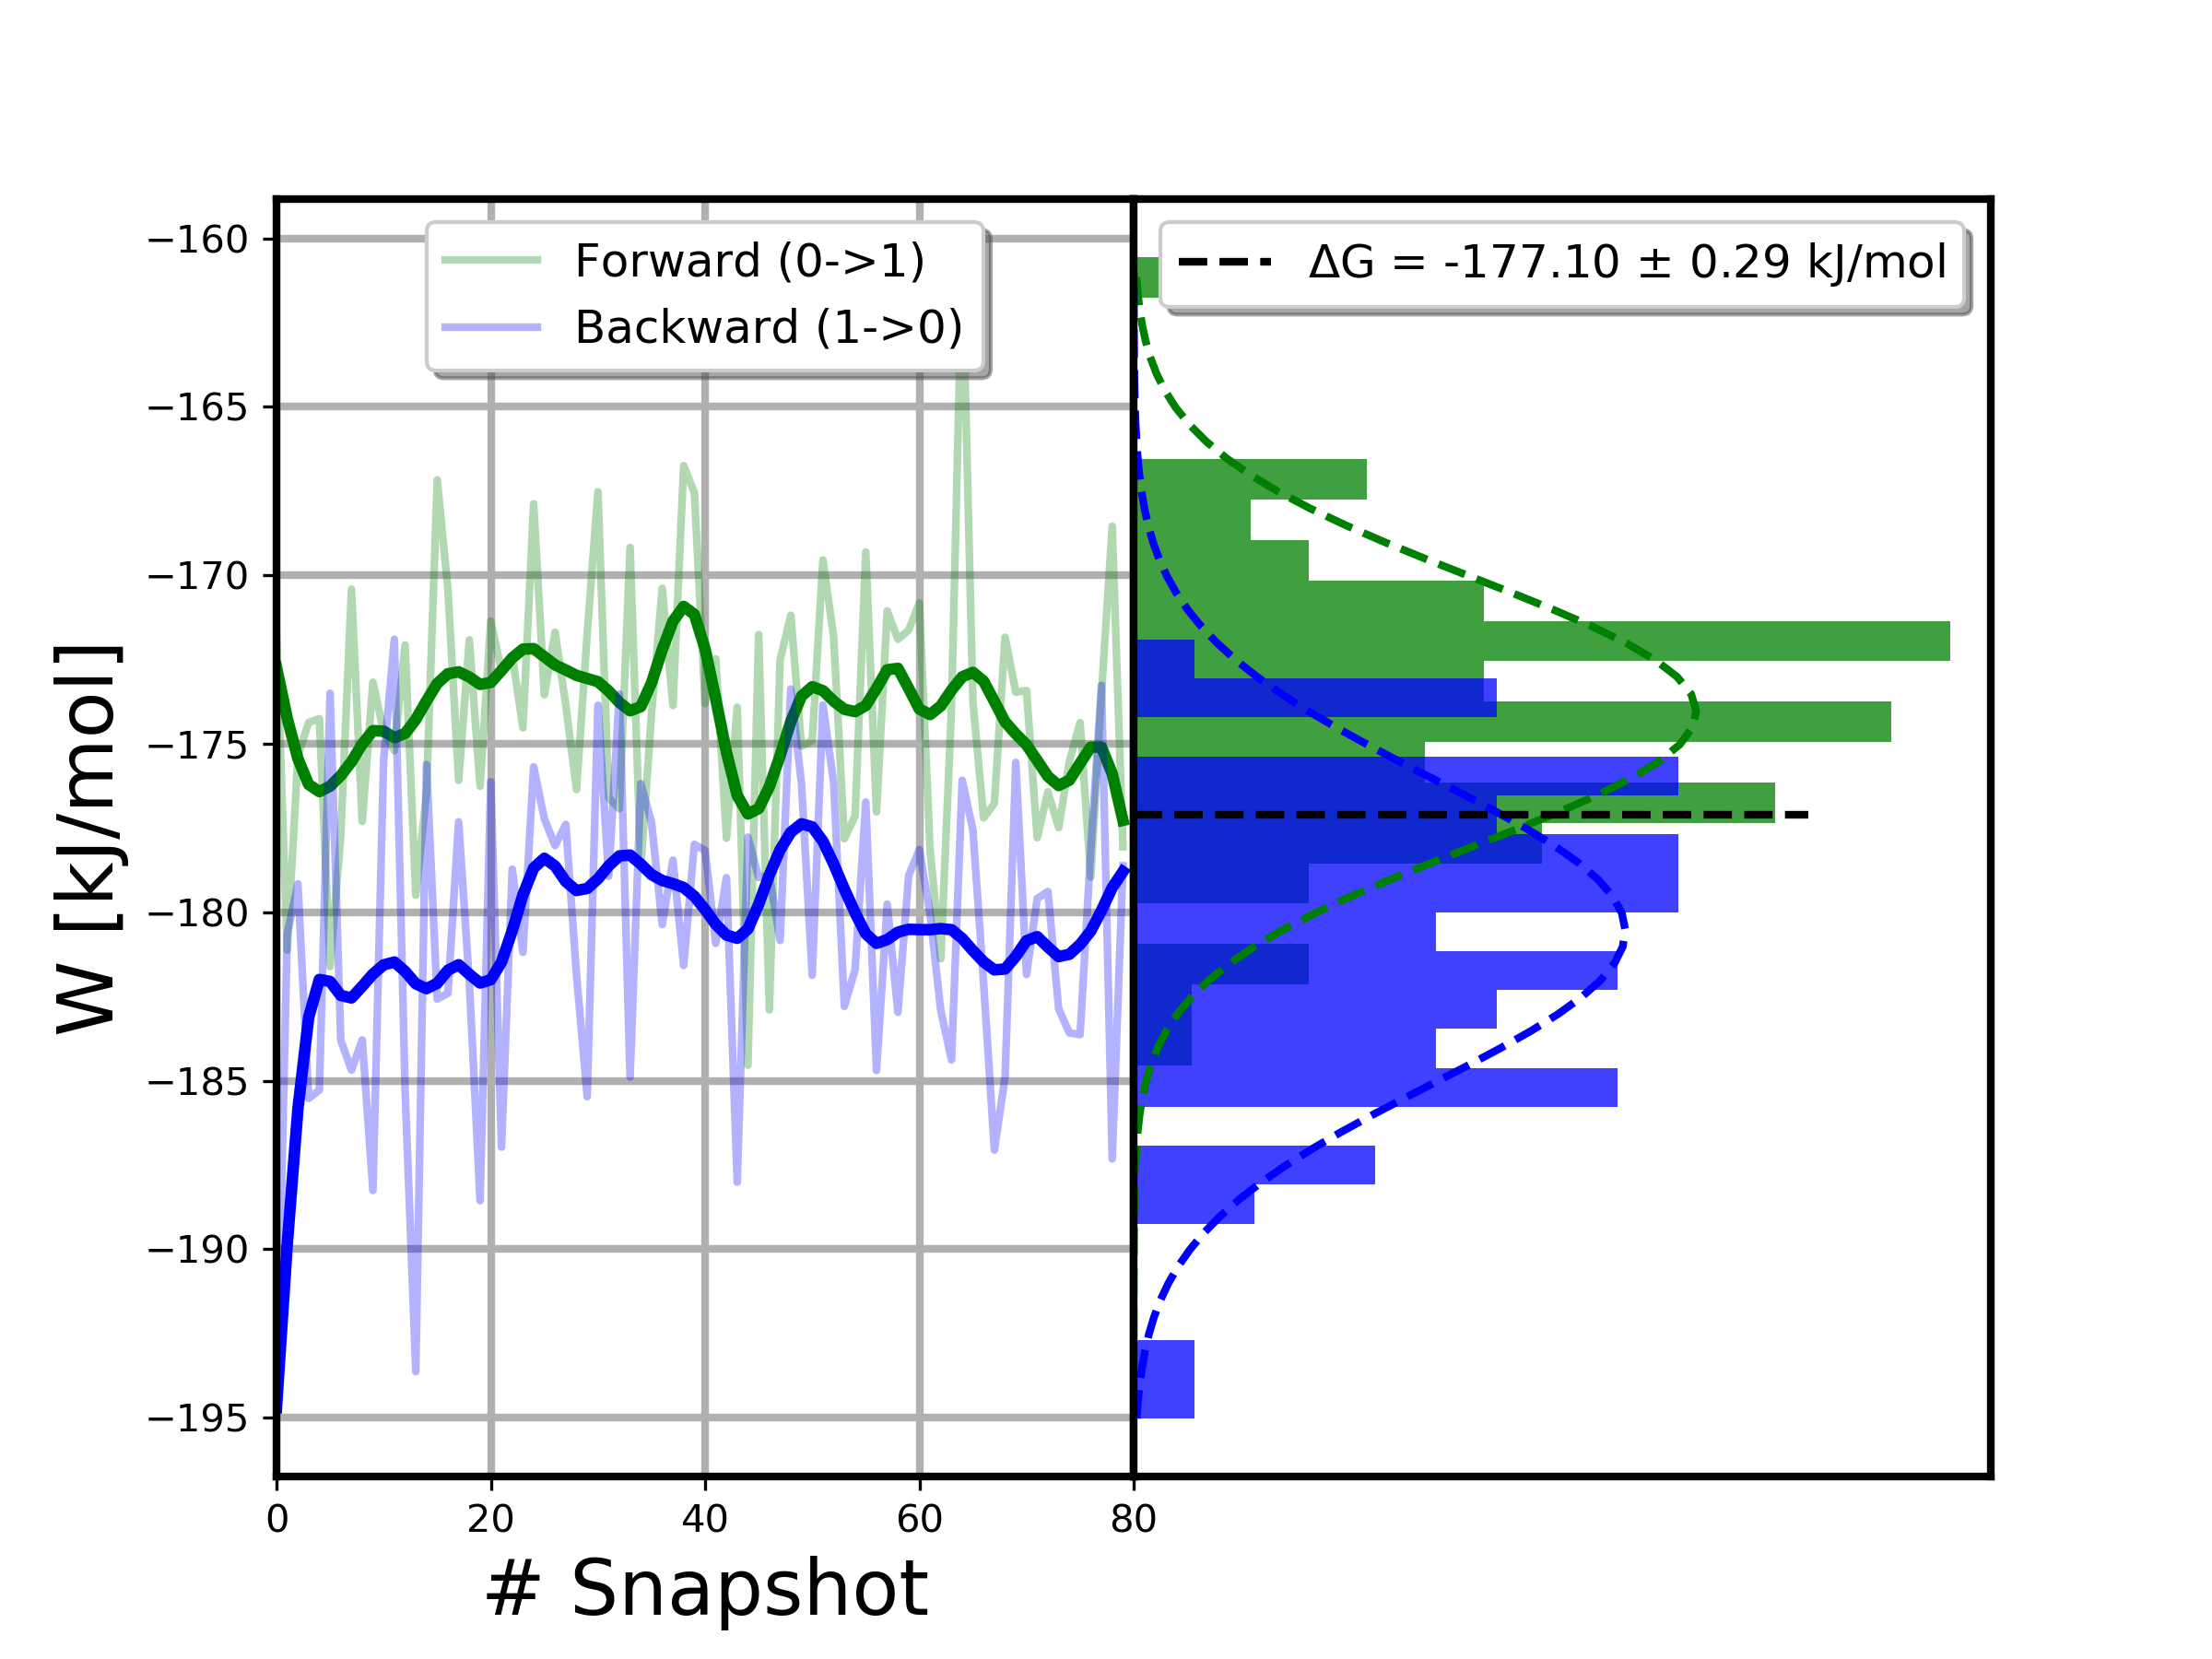 Forward (0->1)
Backward (1->0)
ΔG = -177.10 ± 0.29 kJ/mol
W [kJ/mol]
−160
−165
−170
−175
−180
−185
−190
−195
0 20 40 60 80
# Snapshot